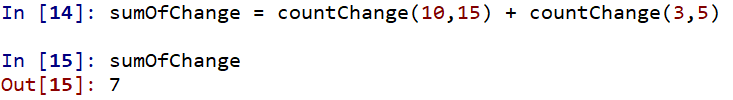 In [14]: sumOfChange = countChange(10,15) + countChange(3,5)
In [15]: sumOfChange
Out[15]: 7